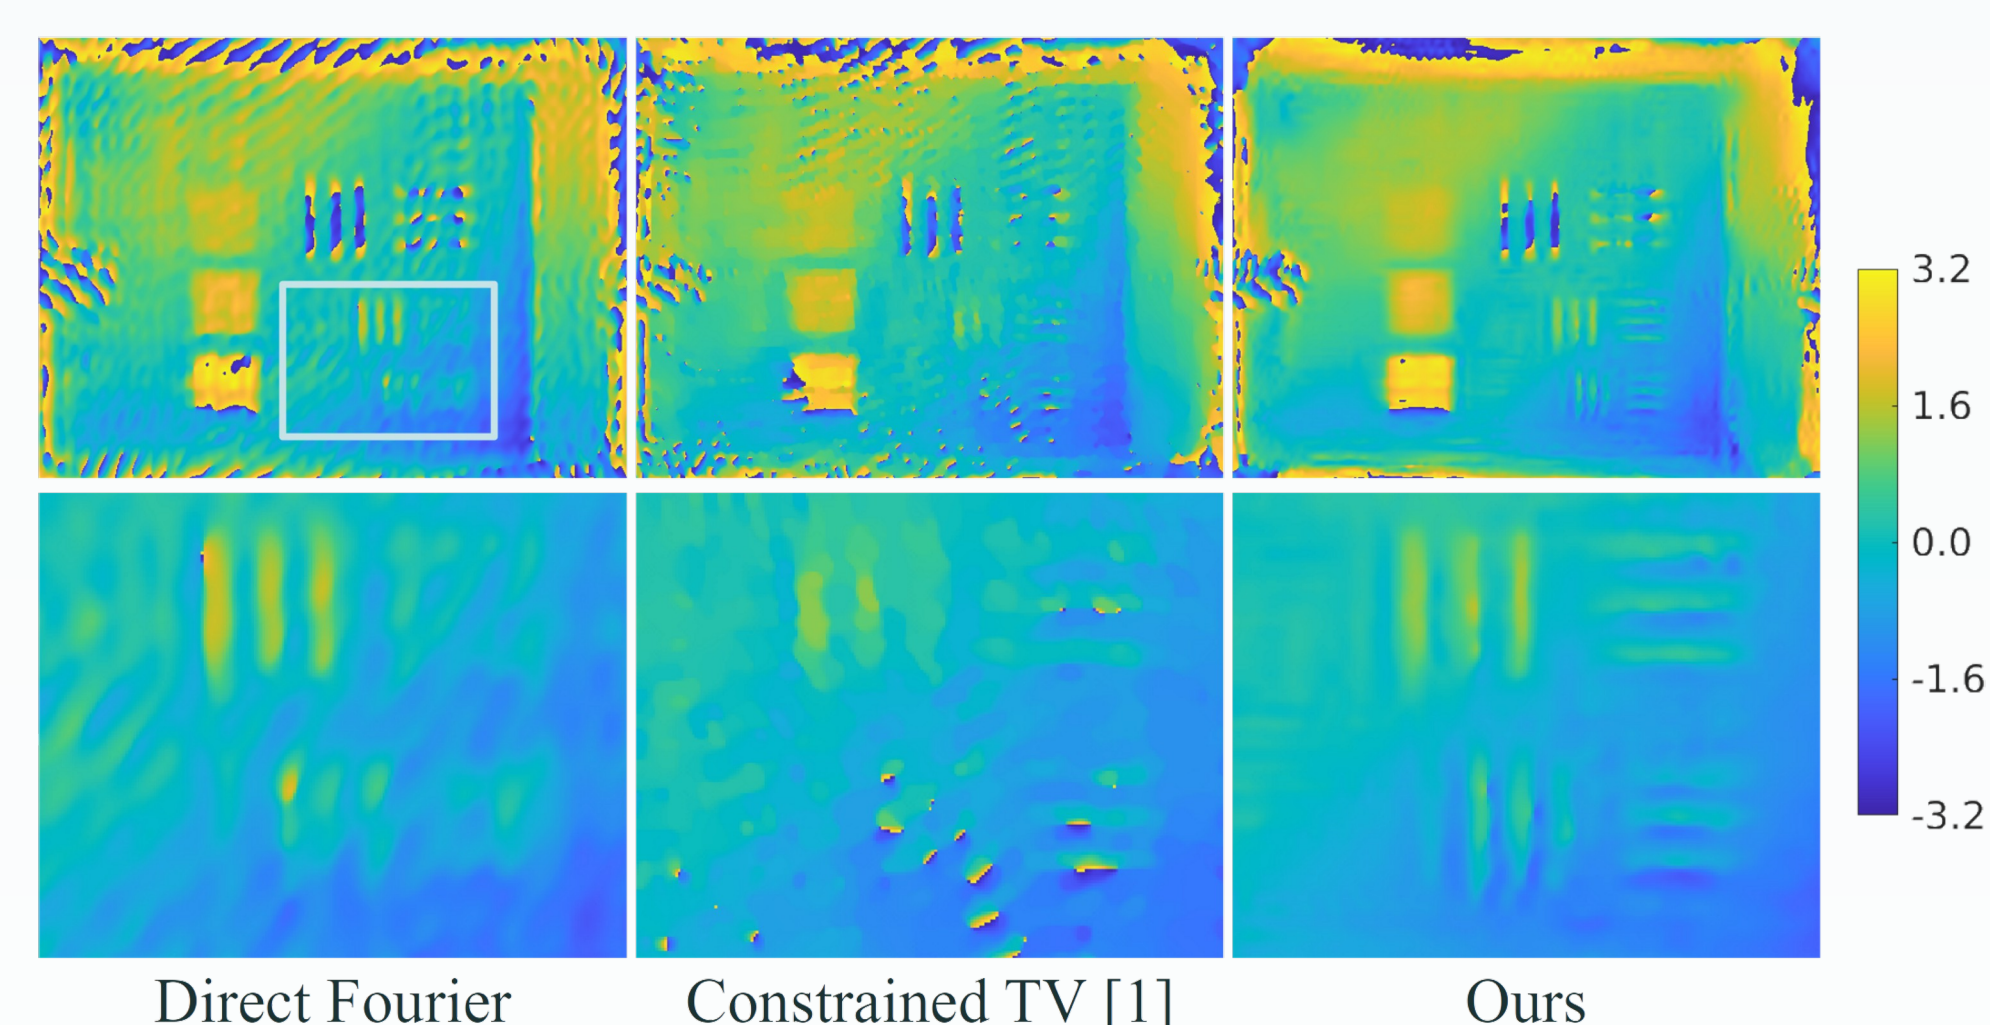 3.2
1.6
0.0
-1.6
-3.2
Direct Fourier
Constrained TV [1]
Ours